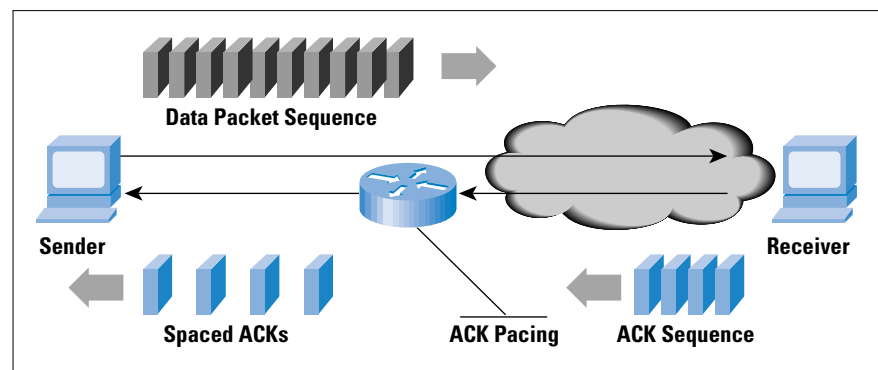 Data Packet Sequence
Sender
Receiver
Spaced ACKs
ACK Pacing
ACK Sequence